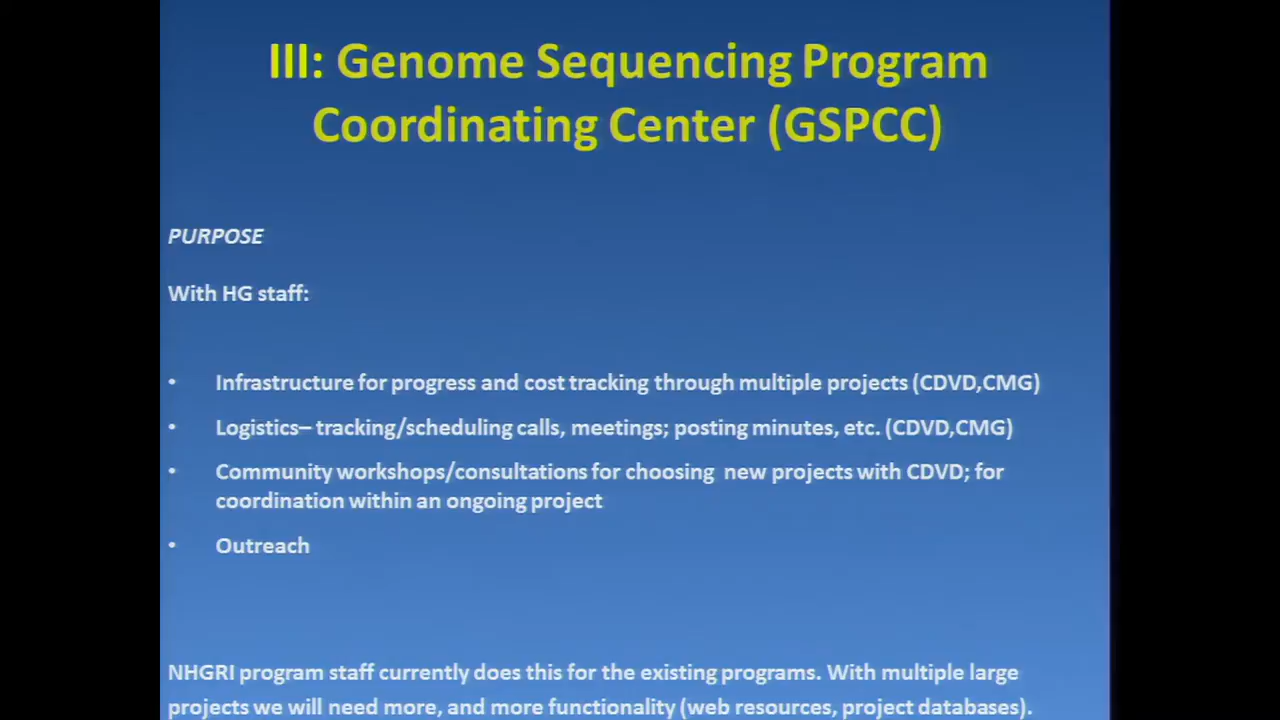 III: Genome Sequencing Program
Coordinating Center (GSPCC)
PURPOSE
With HG staff:
• Infrastructure for progress and cost tracking through multiple projects (CDVD,CMG)
• Logistics– tracking/scheduling calls, meetings; posting minutes, etc. (CDVD,CMG)
• Community workshops/consultations for choosing new projects with CDVD; for
coordination within an ongoing project
• Outreach
NHGRI program staff currently does this for the existing programs. With multiple large
projects we will need more, and more functionality (web resources, project databases).